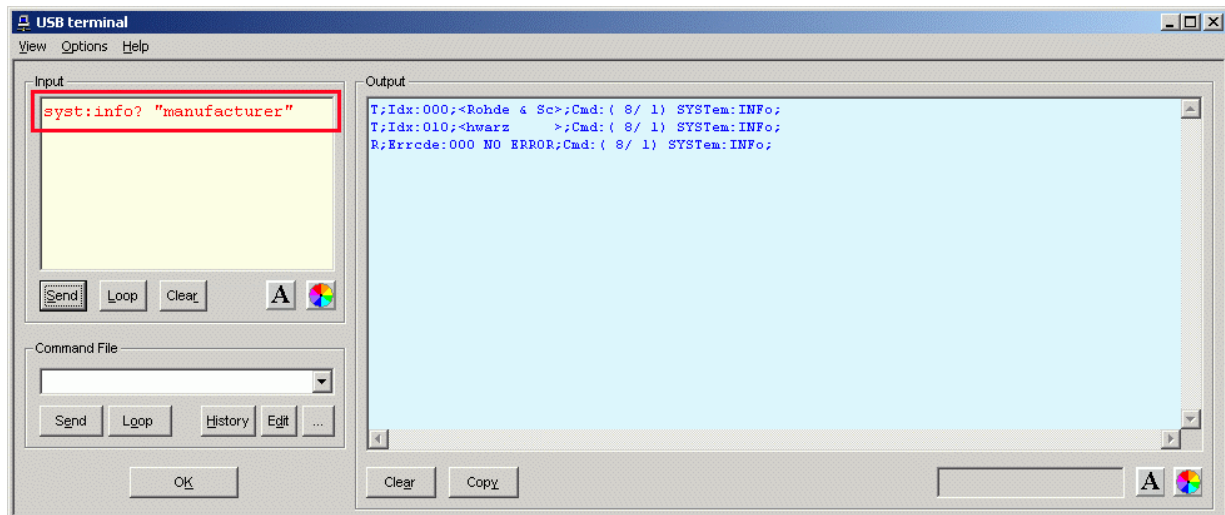 USB terminal
View Options Help
Input
syst:info? "manufacturer"
Send Loop Clear A
Command File
Send Loop History Edit ...
OK
Output
T;Idx:000;<Rohde & Sc>;Cmd:( 8/ 1) SYSTem:INFo;
T;Idx:010;<hwarz     >;Cmd:( 8/ 1) SYSTem:INFo;
R;Errcde:000 NO ERROR;Cmd:( 8/ 1) SYSTem:INFo;
Clear Copy A